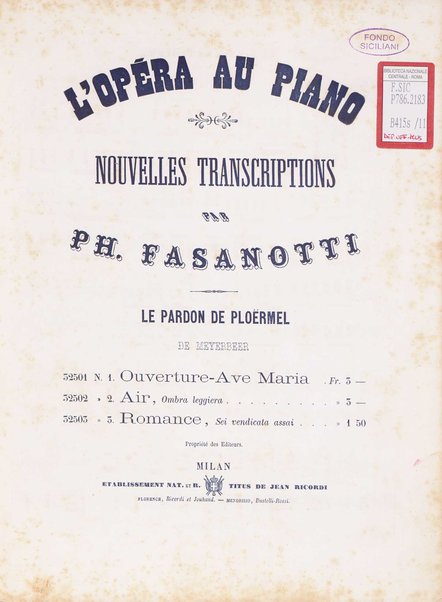 FONDO
SICILIANI
BIBLIOTECA NAZIONALE
CENTRALE - ROMA
F.SIC
P786.2183
B415s /11
L'OPÉRA AU PIANO
NOUVELLES TRANSCRIPTIONS
PAR
PH. FASANOTTI
LE PARDON DE PLOËRMEL
DE MEYERBEER
32501 N. 1. Ouverture-Ave Maria . Fr. 3 —
32502 » 2. Air, Ombra leggiera . . . . . . . . . » 3 —
32503 » 3. Romance, Sei vendicata assai . . . . » 1 50
Propriété des Editeurs.
MILAN
ETABLISSEMENT NAT. ET R. TITUS DE JEAN RICORDI
FLORENCE, Ricordi et Jouhaud. — MENDRISIO, Bustelli-Rossi.